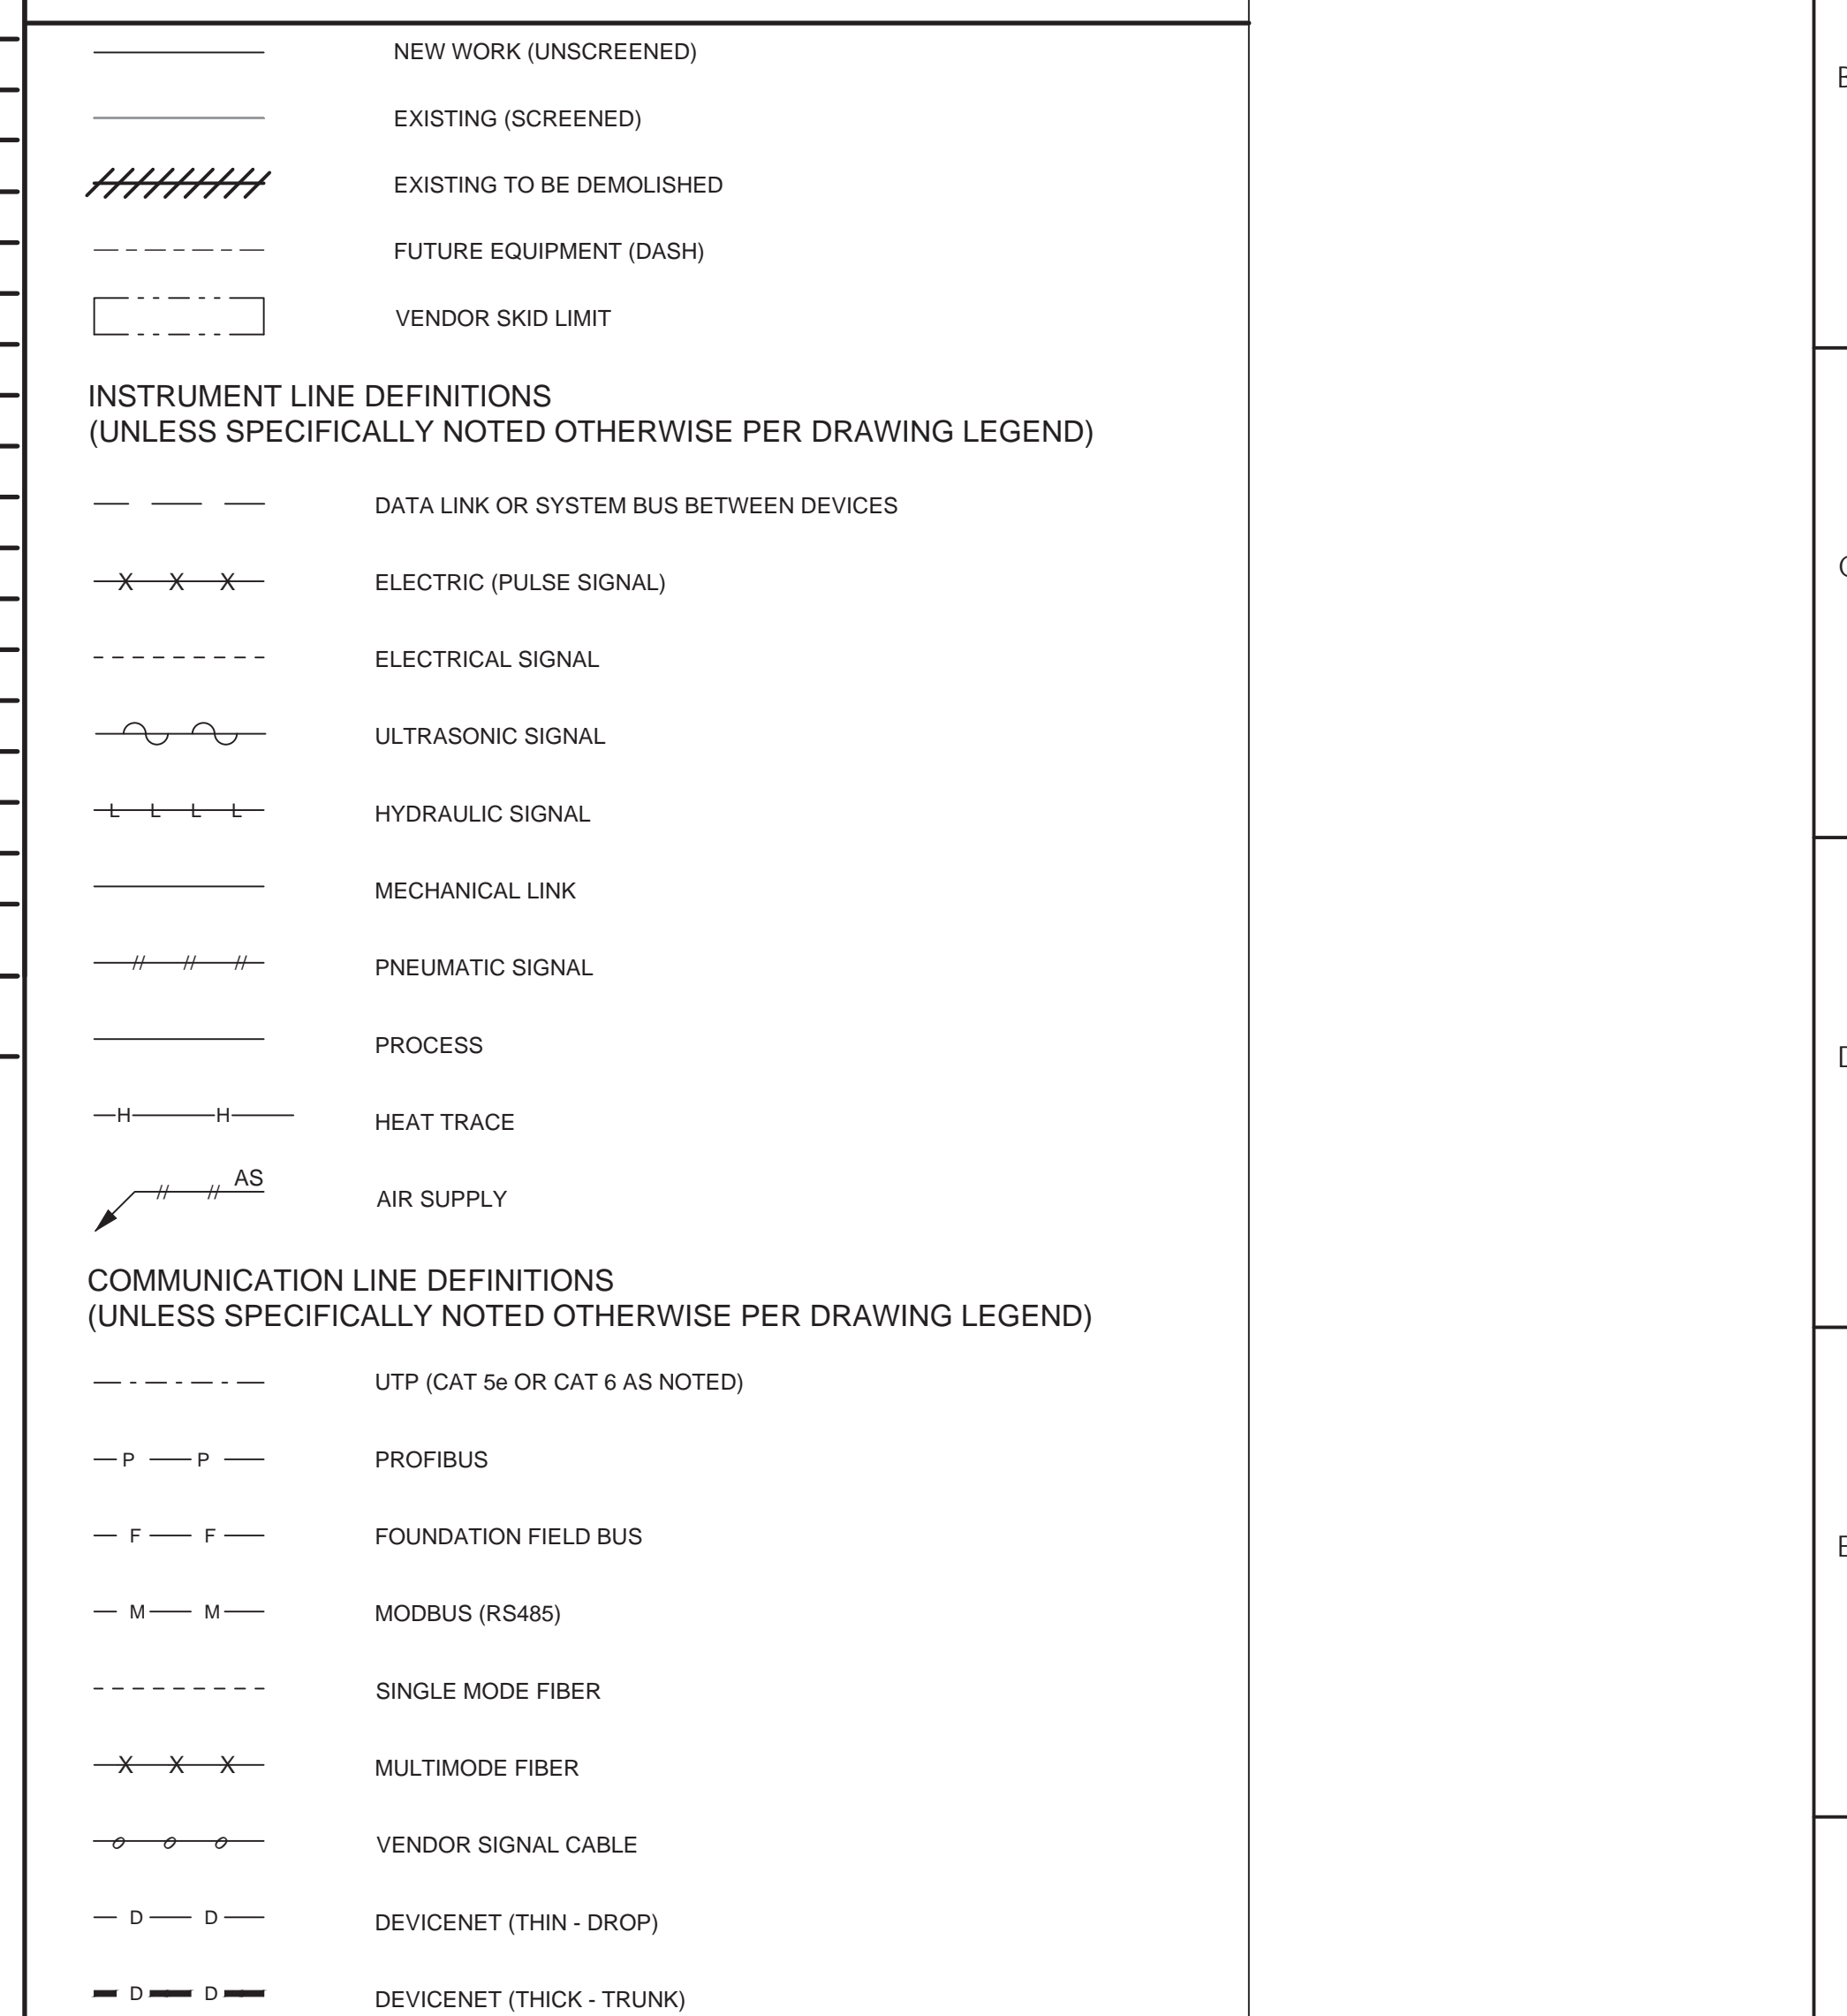 NEW WORK (UNSCREENED)
EXISTING (SCREENED)
EXISTING TO BE DEMOLISHED
FUTURE EQUIPMENT (DASH)
VENDOR SKID LIMIT
INSTRUMENT LINE DEFINITIONS
(UNLESS SPECIFICALLY NOTED OTHERWISE PER DRAWING LEGEND)
DATA LINK OR SYSTEM BUS BETWEEN DEVICES
X X X ELECTRIC (PULSE SIGNAL)
ELECTRICAL SIGNAL
ULTRASONIC SIGNAL
L L L L HYDRAULIC SIGNAL
MECHANICAL LINK
PNEUMATIC SIGNAL
PROCESS
H H HEAT TRACE
AS AIR SUPPLY
COMMUNICATION LINE DEFINITIONS
(UNLESS SPECIFICALLY NOTED OTHERWISE PER DRAWING LEGEND)
UTP (CAT 5e OR CAT 6 AS NOTED)
P P PROFIBUS
F F FOUNDATION FIELD BUS
M M MODBUS (RS485)
SINGLE MODE FIBER
X X X MULTIMODE FIBER
VENDOR SIGNAL CABLE
D D DEVICENET (THIN - DROP)
D D DEVICENET (THICK - TRUNK)